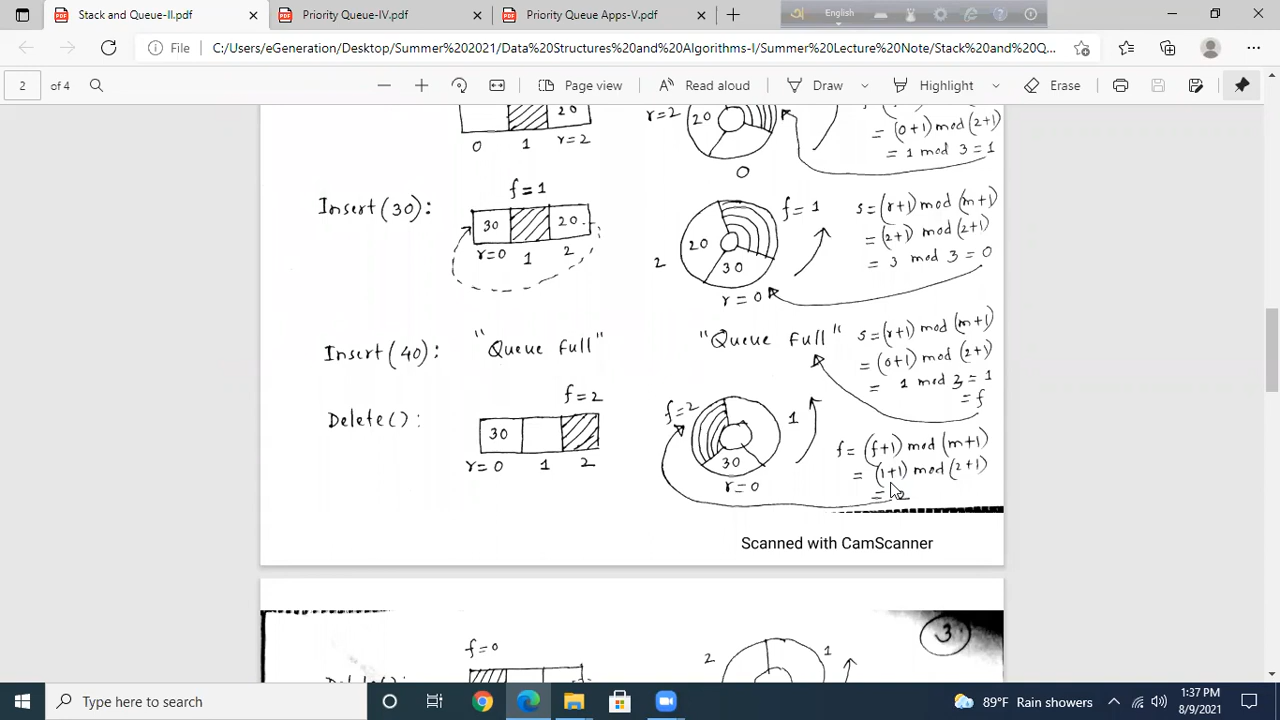 Stack and Queue-II.pdf
Priority Queue-IV.pdf
Priority Queue Apps-V.pdf
English
File
C:/Users/eGeneration/Desktop/Summer%202021/Data%20Structures%20and%20Algorithms-I/Summer%20Lecture%20Note/Stack%20and%20Q...
2 of 4
Page view
Read aloud
Draw
Highlight
Erase
20
0 1 r=2
r=2 20
0
= (0+1) mod (2+1)
= 1 mod 3 = 1
Insert(30):
f=1
30 20
r=0 1 2
f=1
20
30
2
r=0
s=(r+1) mod (m+1)
=(2+1) mod (2+1)
= 3 mod 3 = 0
Insert(40):
"Queue Full"
"Queue Full"
s=(r+1) mod (m+1)
= (0+1) mod (2+1)
= 1 mod 3 = 1
= f
Delete():
f=2
30
r=0 1 2
f=2
1
30
r=0
f= (f+1) mod (m+1)
= (1+1) mod (2+1)
= 2
Scanned with CamScanner
3
f=0
2 1
Type here to search
89°F Rain showers
1:37 PM
8/9/2021